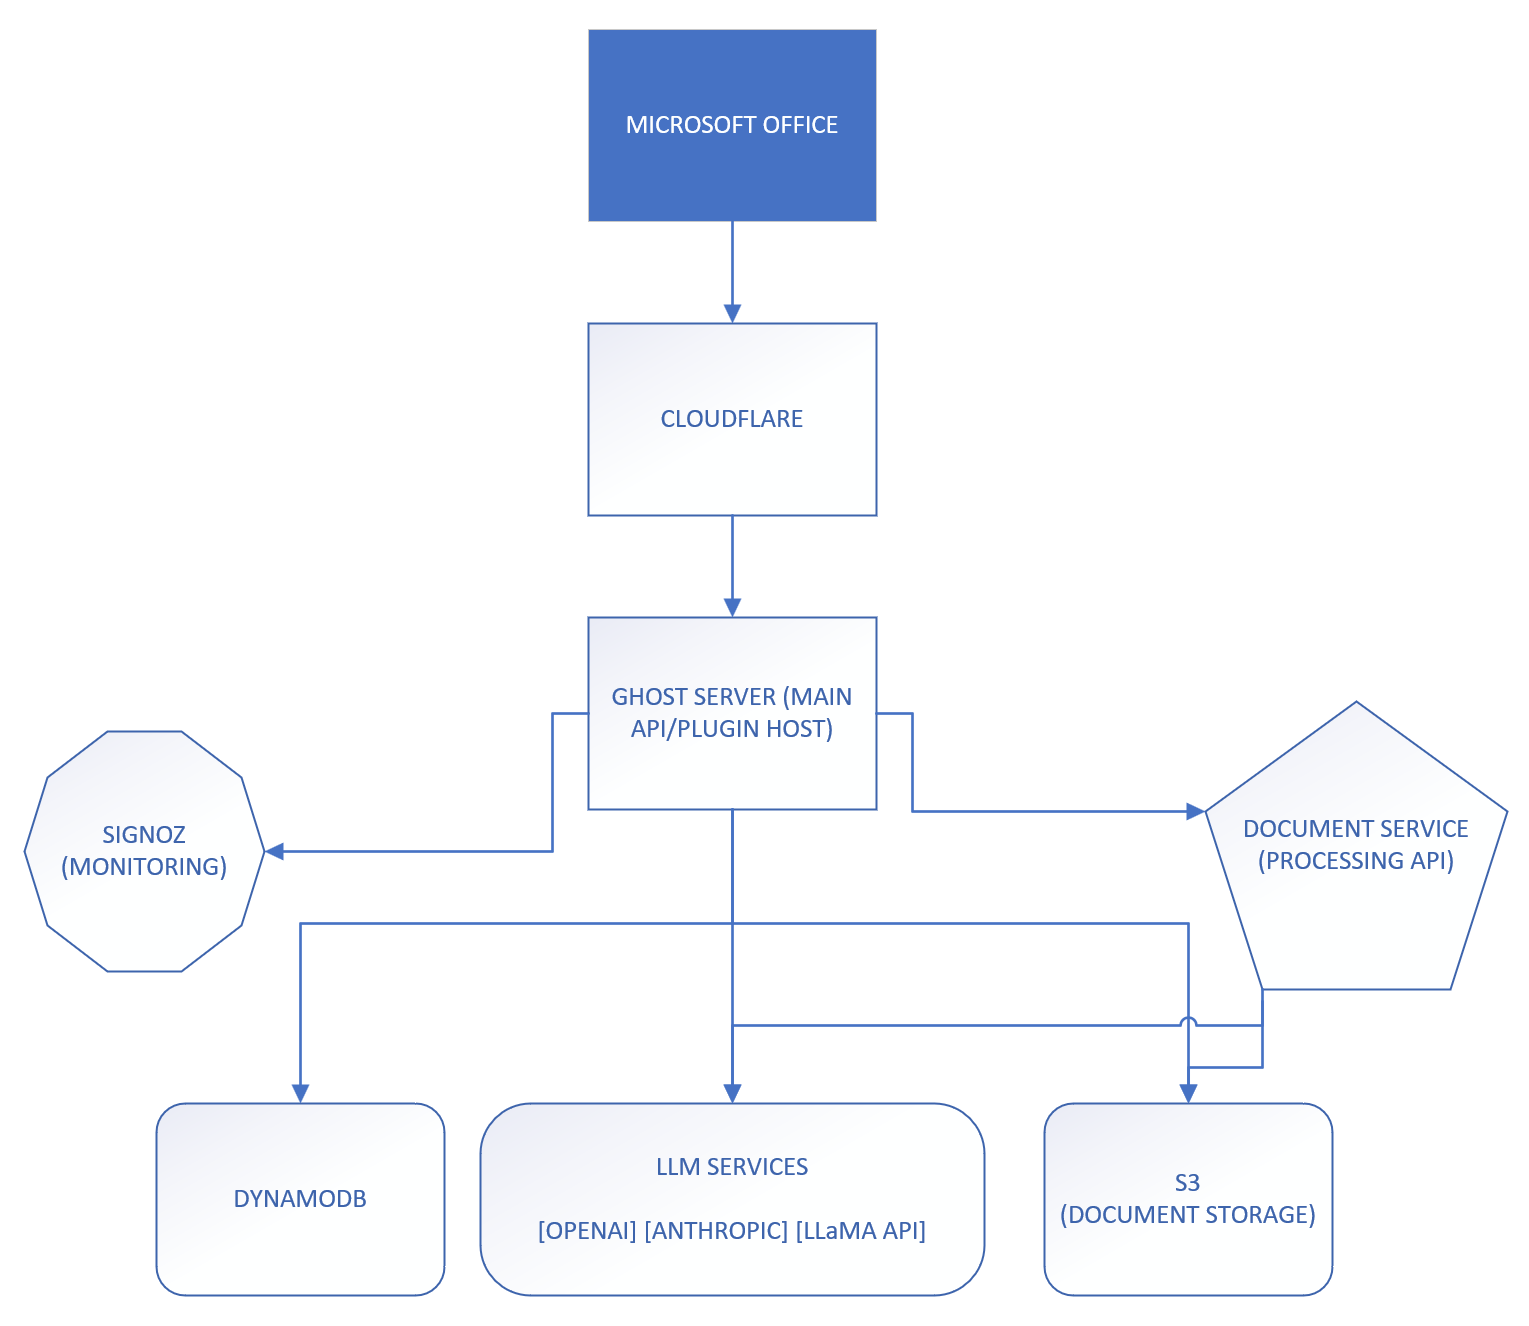 MICROSOFT OFFICE
CLOUDFLARE
GHOST SERVER (MAIN
API/PLUGIN HOST)
SIGNOZ
(MONITORING)
DOCUMENT SERVICE
(PROCESSING API)
DYNAMODB
LLM SERVICES
[OPENAI] [ANTHROPIC] [LLaMA API]
S3
(DOCUMENT STORAGE)